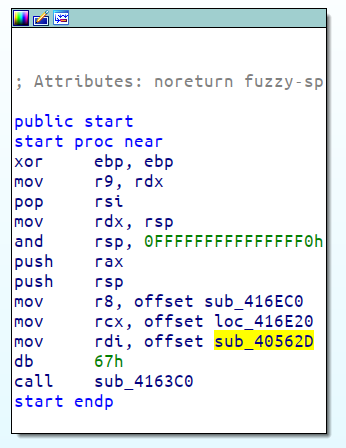 ; Attributes: noreturn fuzzy-sp
public start
start proc near
xor ebp, ebp
mov r9, rdx
pop rsi
mov rdx, rsp
and rsp, 0FFFFFFFFFFFFFFF0h
push rax
push rsp
mov r8, offset sub_416EC0
mov rcx, offset loc_416E20
mov rdi, offset sub_40562D
db 67h
call sub_4163C0
start endp